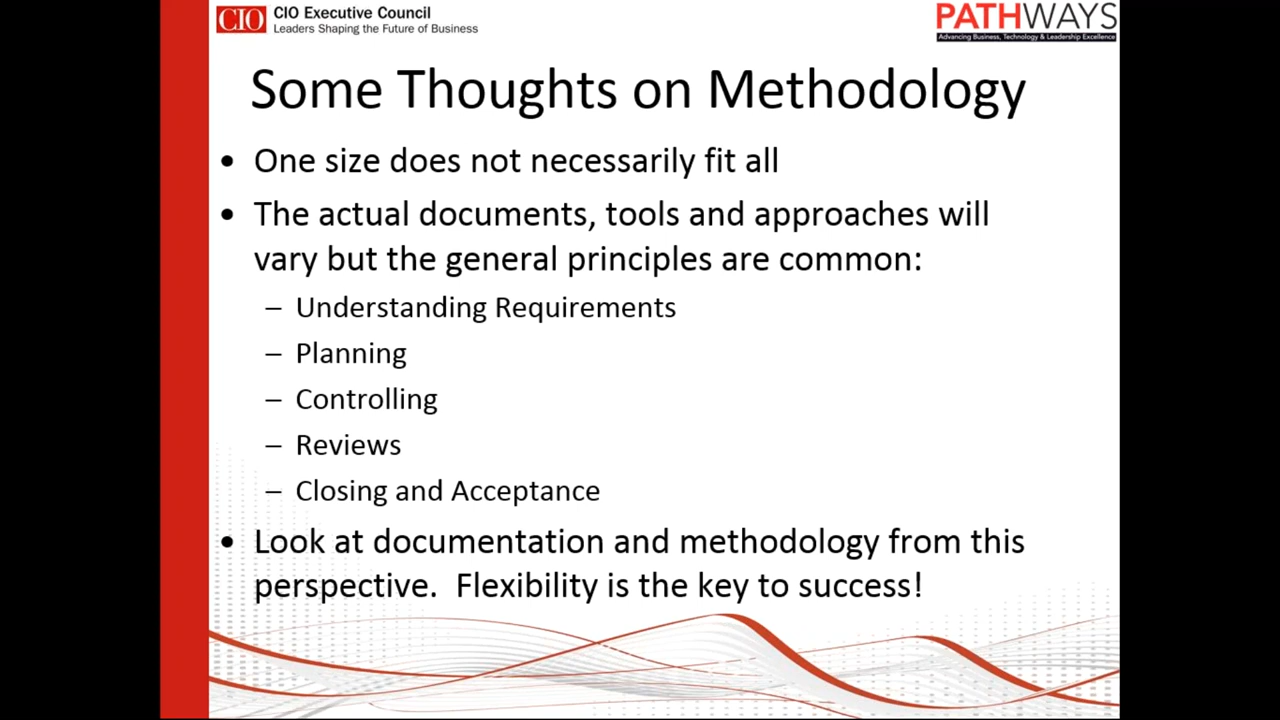 CIO CIO Executive Council
Leaders Shaping the Future of Business
PATHWAYS
Advancing Business, Technology & Leadership Excellence
Some Thoughts on Methodology
• One size does not necessarily fit all
• The actual documents, tools and approaches will
vary but the general principles are common:
– Understanding Requirements
– Planning
– Controlling
– Reviews
– Closing and Acceptance
• Look at documentation and methodology from this
perspective. Flexibility is the key to success!